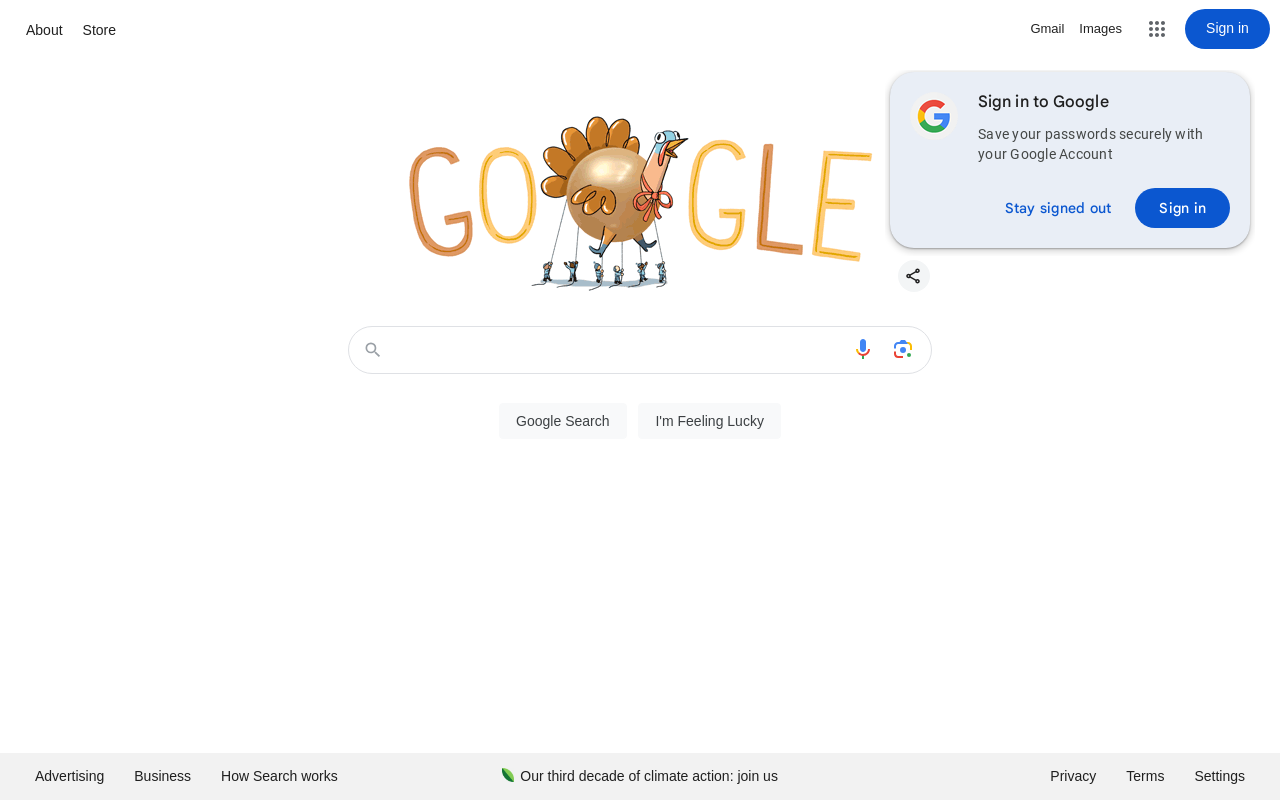 About Store
Gmail Images Sign in
GOOGLE
Sign in to Google
Save your passwords securely with
your Google Account
Stay signed out Sign in
Google Search I'm Feeling Lucky
Advertising Business How Search works
Our third decade of climate action: join us
Privacy Terms Settings